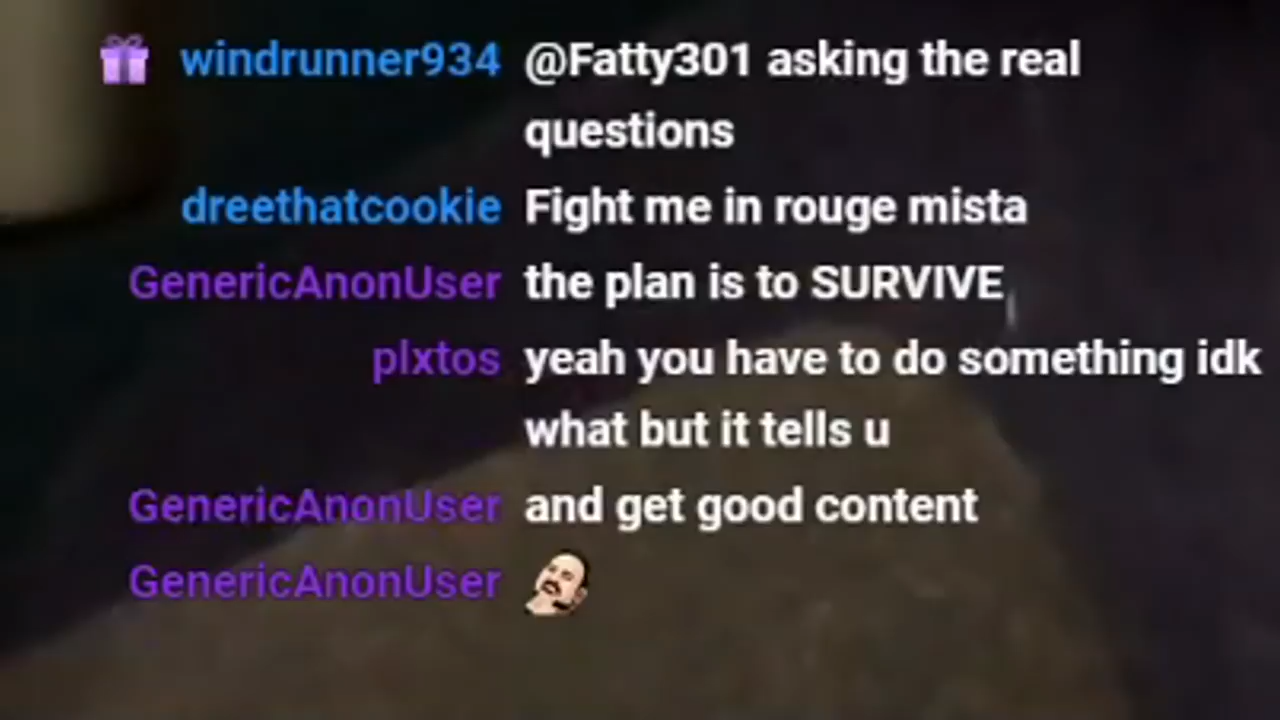 windrunner934 @Fatty301 asking the real
questions
dreethatcookie Fight me in rouge mista
GenericAnonUser the plan is to SURVIVE
plxtos yeah you have to do something idk
what but it tells u
GenericAnonUser and get good content
GenericAnonUser